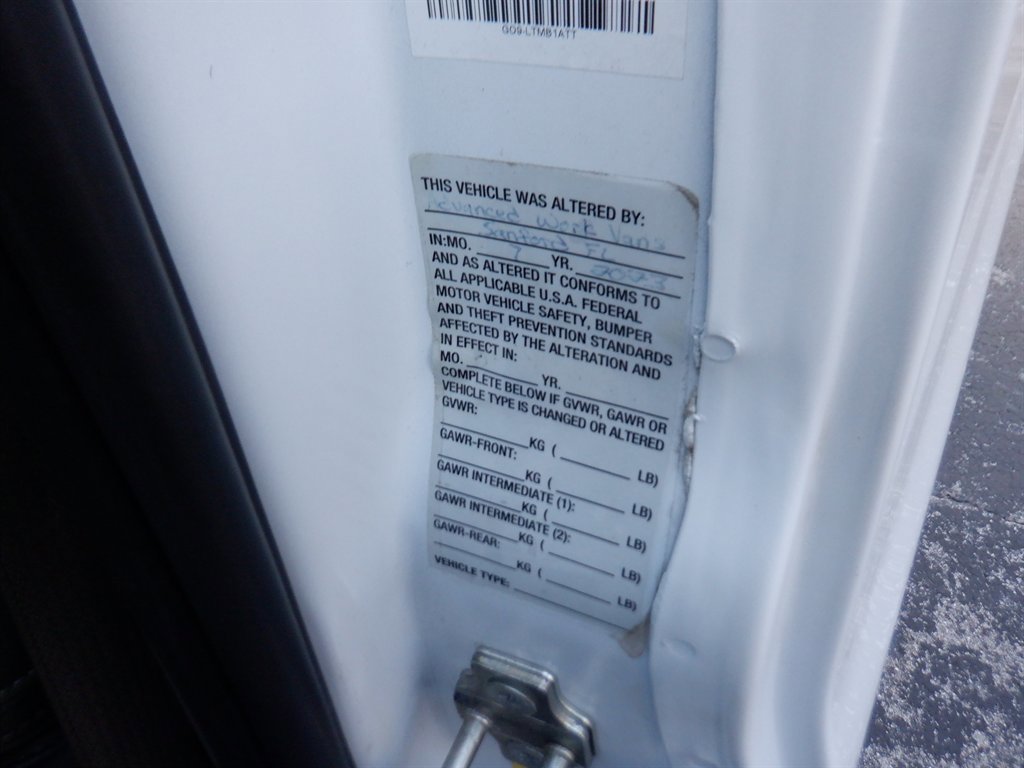 G09-LTMB1ATT
THIS VEHICLE WAS ALTERED BY:
Advanced Work Vans
Sanford FL
IN:MO. 7 YR. 2023
AND AS ALTERED IT CONFORMS TO
ALL APPLICABLE U.S.A. FEDERAL
MOTOR VEHICLE SAFETY, BUMPER
AND THEFT PREVENTION STANDARDS
AFFECTED BY THE ALTERATION AND
IN EFFECT IN:
MO. YR.
COMPLETE BELOW IF GVWR, GAWR OR
VEHICLE TYPE IS CHANGED OR ALTERED
GVWR:
KG ( LB)
GAWR-FRONT:
KG ( LB)
GAWR INTERMEDIATE (1):
KG ( LB)
GAWR INTERMEDIATE (2):
KG ( LB)
GAWR-REAR:
KG ( LB)
VEHICLE TYPE: